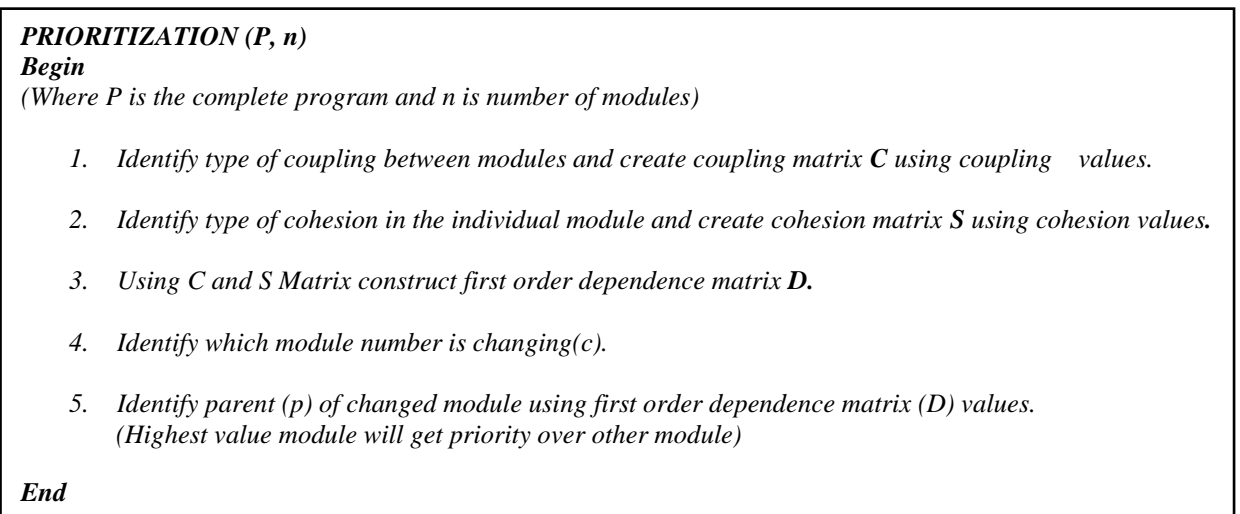 PRIORITIZATION (P, n)
Begin
(Where P is the complete program and n is number of modules)
1. Identify type of coupling between modules and create coupling matrix C using coupling values.
2. Identify type of cohesion in the individual module and create cohesion matrix S using cohesion values.
3. Using C and S Matrix construct first order dependence matrix D.
4. Identify which module number is changing(c).
5. Identify parent (p) of changed module using first order dependence matrix (D) values.
(Highest value module will get priority over other module)
End